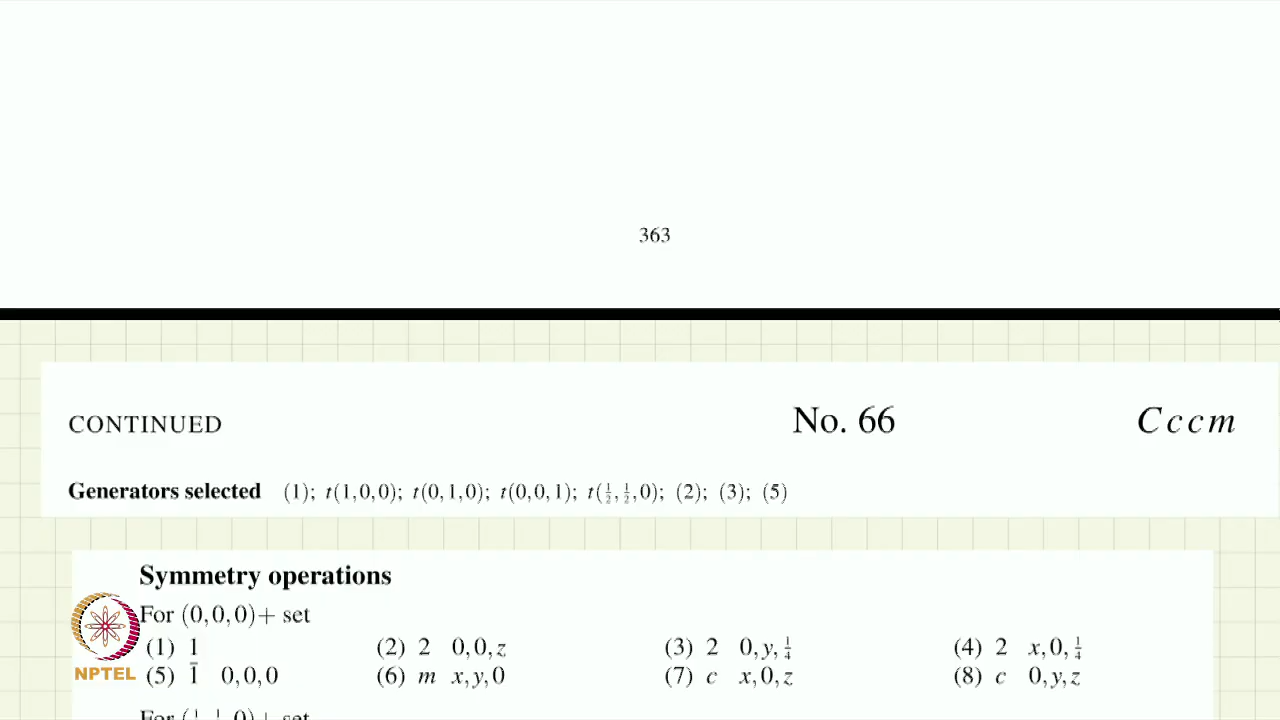 363
CONTINUED No. 66 Cccm
Generators selected (1); t(1,0,0); t(0,1,0); t(0,0,1); t(½,½,0); (2); (3); (5)
Symmetry operations
For (0,0,0)+ set
(1) 1 (2) 2 0,0,z (3) 2 0,y,¼ (4) 2 x,0,¼
(5) 1̄ 0,0,0 (6) m x,y,0 (7) c x,0,z (8) c 0,y,z
NPTEL